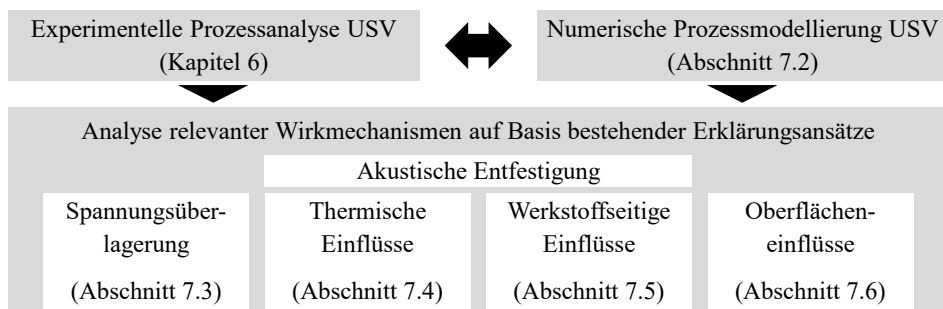 Experimentelle Prozessanalyse USV
(Kapitel 6)
Numerische Prozessmodellierung USV
(Abschnitt 7.2)
Analyse relevanter Wirkmechanismen auf Basis bestehender Erklärungsansätze
Akustische Entfestigung
Spannungsüber-
lagerung
(Abschnitt 7.3)
Thermische
Einflüsse
(Abschnitt 7.4)
Werkstoffseitige
Einflüsse
(Abschnitt 7.5)
Oberflächen-
einflüsse
(Abschnitt 7.6)